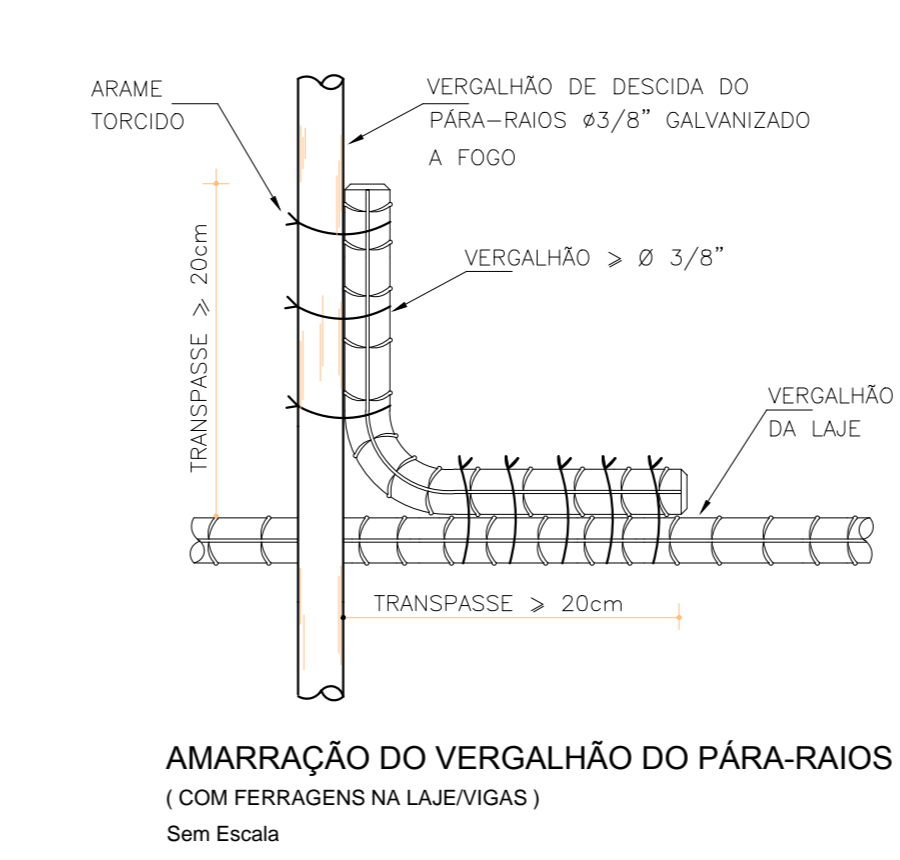 ARAME
TORCIDO
VERGALHÃO DE DESCIDA DO
PÁRA-RAIOS ø3/8" GALVANIZADO
A FOGO
TRANSPASSE ⩾ 20cm
VERGALHÃO ⩾ Ø 3/8"
VERGALHÃO
DA LAJE
TRANSPASSE ⩾ 20cm
AMARRAÇÃO DO VERGALHÃO DO PÁRA-RAIOS
( COM FERRAGENS NA LAJE/VIGAS )
Sem Escala